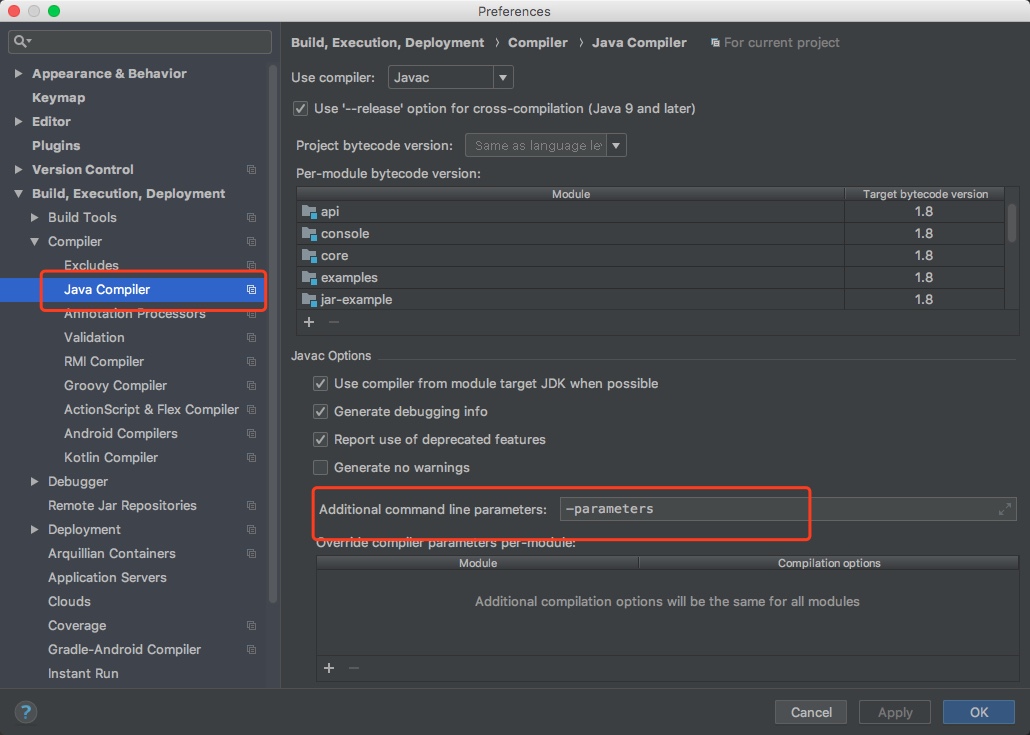 Preferences
Appearance & Behavior
Keymap
Editor
Plugins
Version Control
Build, Execution, Deployment
Build Tools
Compiler
Excludes
Java Compiler
Annotation Processors
Validation
RMI Compiler
Groovy Compiler
ActionScript & Flex Compiler
Android Compilers
Kotlin Compiler
Debugger
Remote Jar Repositories
Deployment
Arquillian Containers
Application Servers
Clouds
Coverage
Gradle-Android Compiler
Instant Run
Build, Execution, Deployment › Compiler › Java Compiler For current project
Use compiler: Javac
Use '--release' option for cross-compilation (Java 9 and later)
Project bytecode version: Same as language le
Per-module bytecode version:
Module Target bytecode version
api 1.8
console 1.8
core 1.8
examples 1.8
jar-example 1.8
Javac Options
Use compiler from module target JDK when possible
Generate debugging info
Report use of deprecated features
Generate no warnings
Additional command line parameters: -parameters
Override compiler parameters per-module:
Module Compilation options
Additional compilation options will be the same for all modules
? Cancel Apply OK